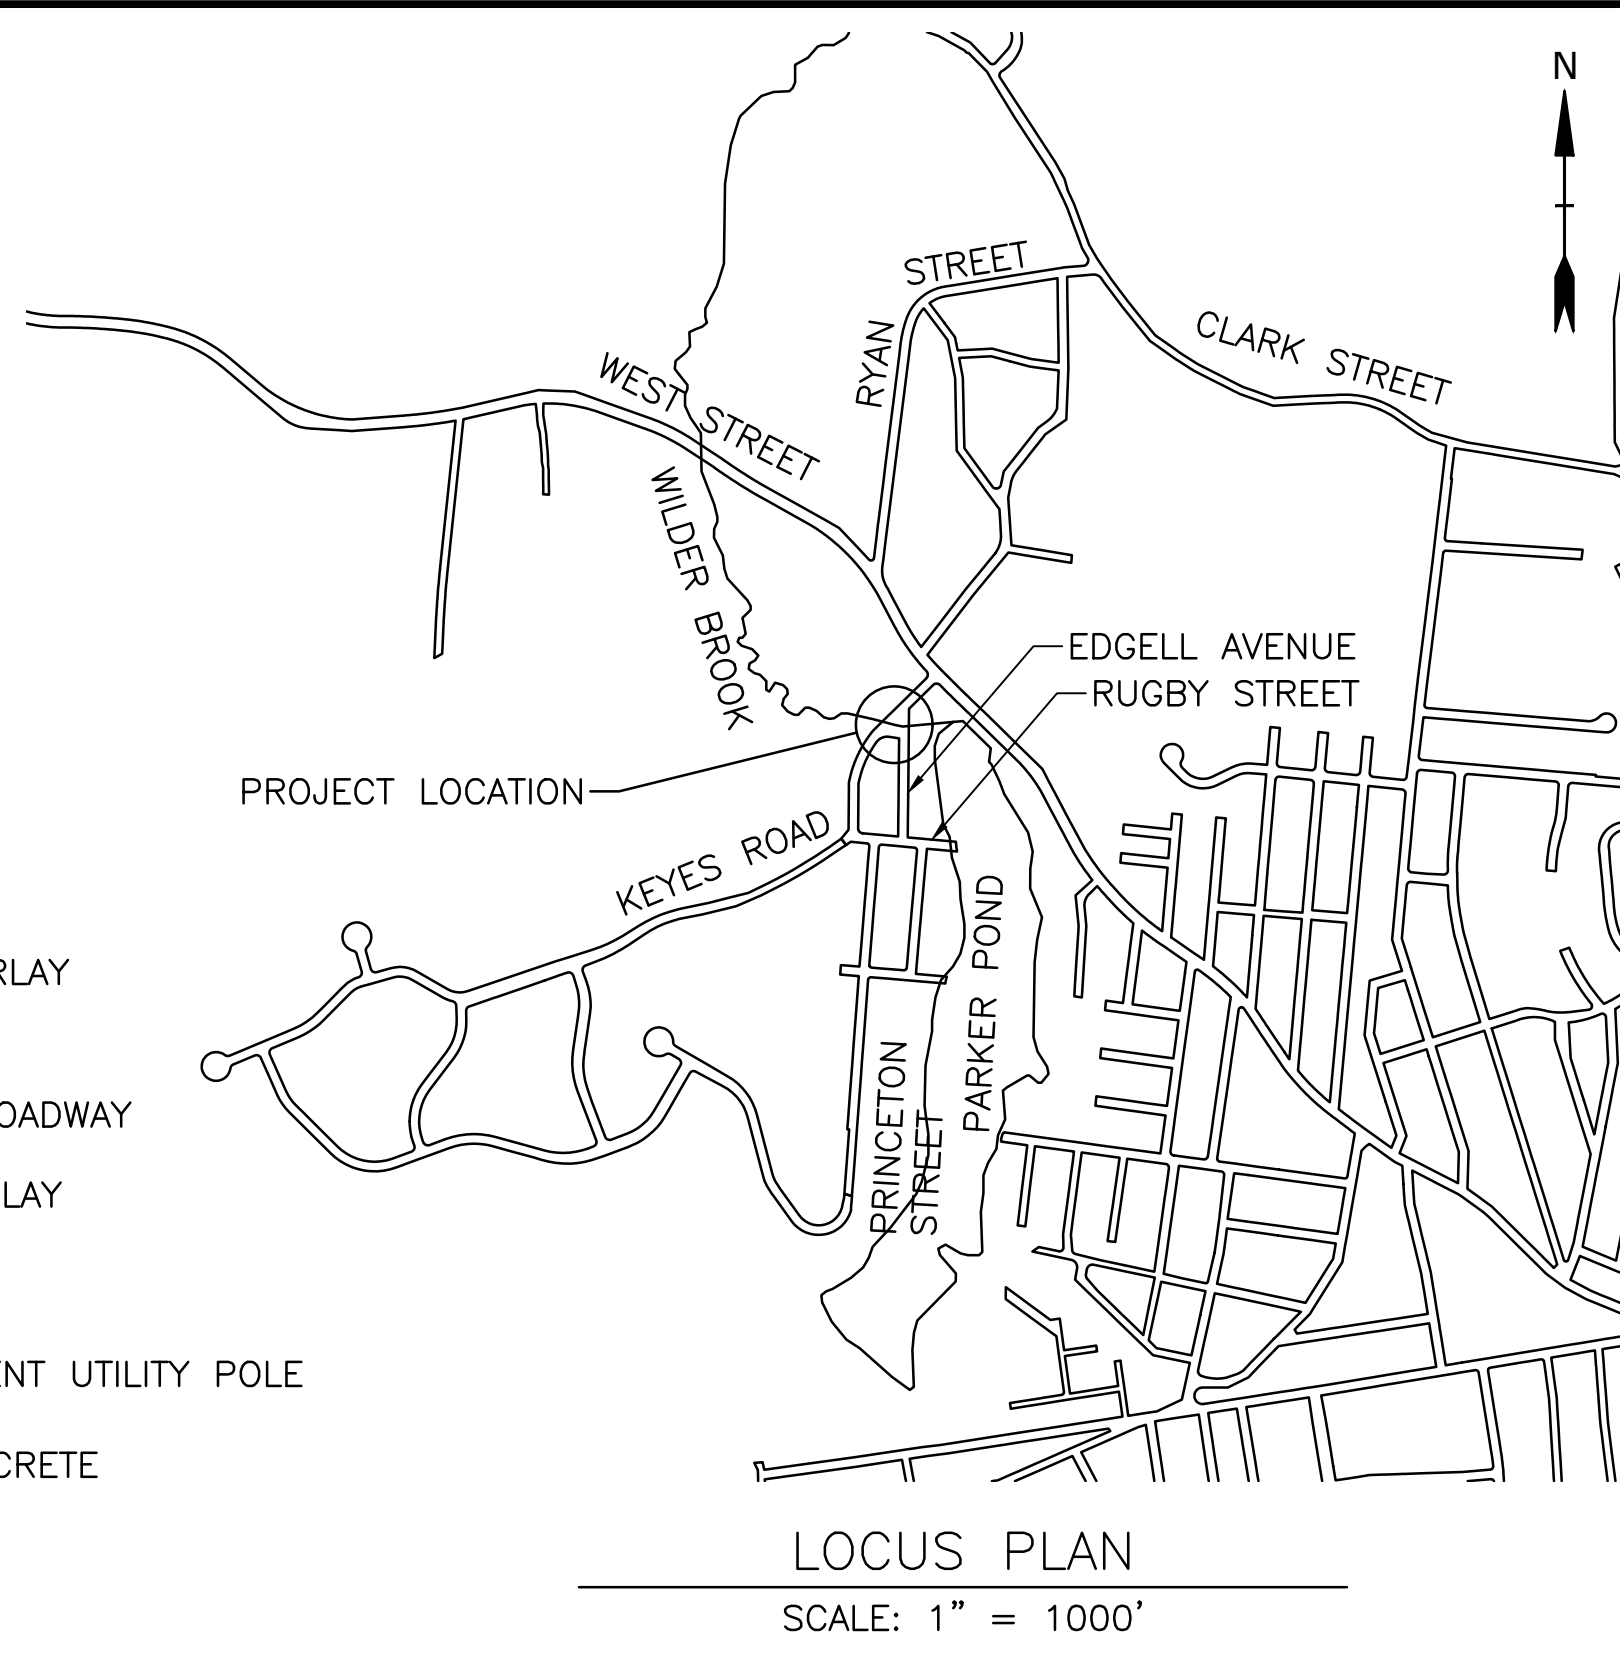 N
STREET
RYAN
CLARK STREET
WEST STREET
WILDER BROOK
EDGELL AVENUE
RUGBY STREET
PROJECT LOCATION
KEYES ROAD
PARKER POND
PRINCETON
STREET
RLAY
OADWAY
LAY
ENT UTILITY POLE
CRETE
LOCUS PLAN
SCALE: 1" = 1000'